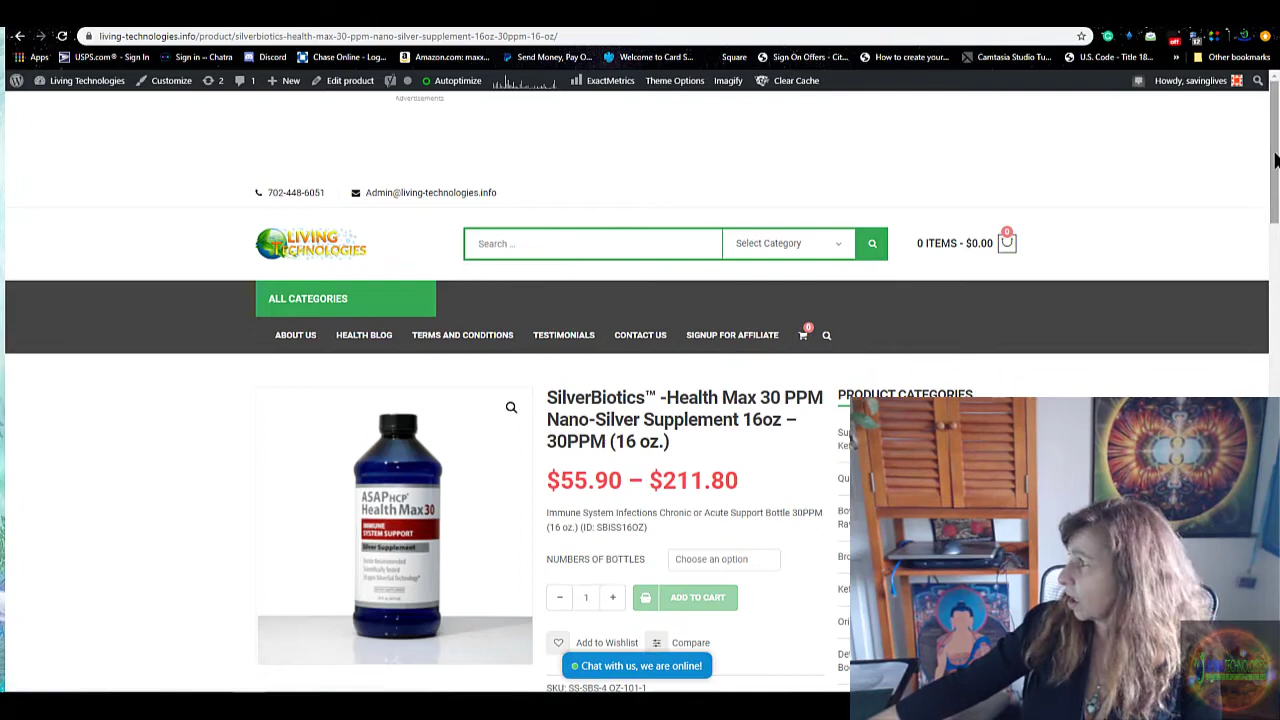 living-technologies.info/product/silverbiotics-health-max-30-ppm-nano-silver-supplement-16oz-30ppm-16-oz/
Apps USPS.com® - Sign In Sign in -- Chatra Discord Chase Online - Log... Amazon.com: maxx... Send Money, Pay O... Welcome to Card S... Square Sign On Offers - Cit... How to create your... Camtasia Studio Tu... U.S. Code - Title 18... » Other bookmarks
Living Technologies Customize 2 1 New Edit product Autoptimize ExactMetrics Theme Options Imagify Clear Cache Howdy, savinglives
Advertisements
702-448-6051 Admin@living-technologies.info
LIVING
TECHNOLOGIES
Search ... Select Category 0 ITEMS - $0.00 0
ALL CATEGORIES
ABOUT US HEALTH BLOG TERMS AND CONDITIONS TESTIMONIALS CONTACT US SIGNUP FOR AFFILIATE 0
SilverBiotics™ -Health Max 30 PPM
Nano-Silver Supplement 16oz –
30PPM (16 oz.)
PRODUCT CATEGORIES
$55.90 – $211.80
Immune System Infections Chronic or Acute Support Bottle 30PPM
(16 oz.) (ID: SBISS16OZ)
NUMBERS OF BOTTLES Choose an option
− 1 + ADD TO CART
Add to Wishlist Compare
Chat with us, we are online!
SKU: SS-SBS-4 OZ-101-1
ASAP HCP®
Health Max30
IMMUNE
SYSTEM SUPPORT
Silver Supplement